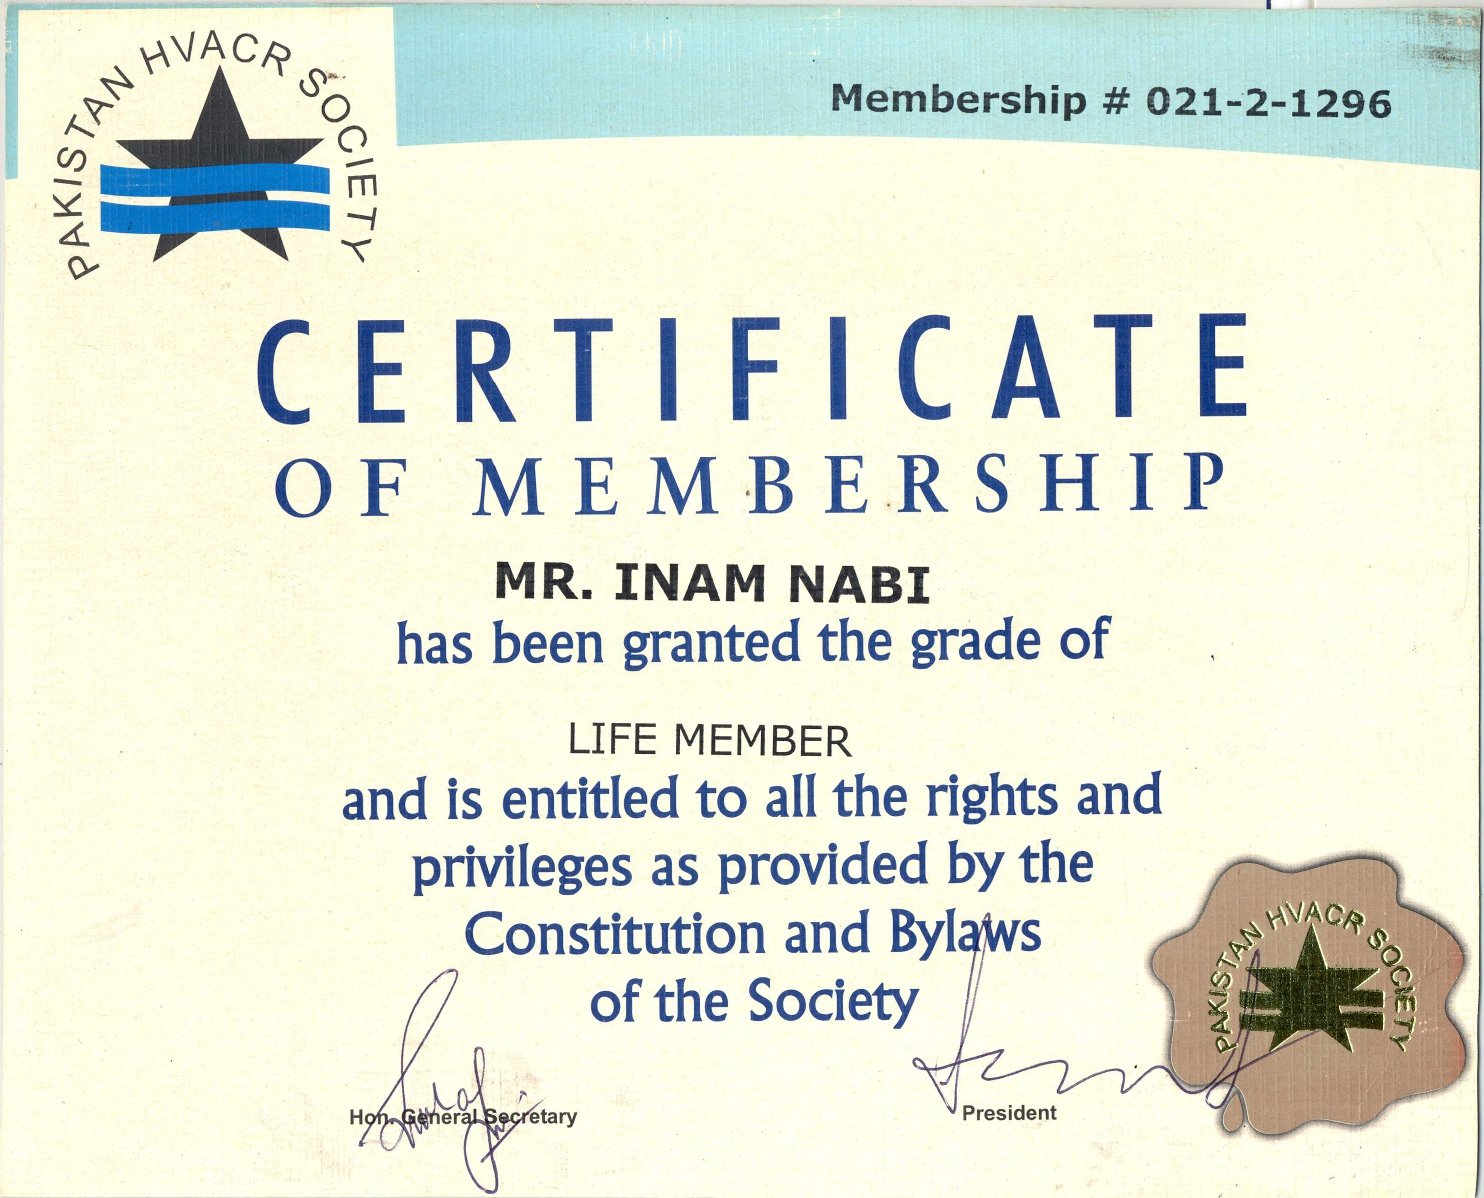 PAKISTAN HVACR SOCIETY
Membership # 021-2-1296
CERTIFICATE
OF MEMBERSHIP
MR. INAM NABI
has been granted the grade of
LIFE MEMBER
and is entitled to all the rights and
privileges as provided by the
Constitution and Bylaws
of the Society
Hon. General Secretary
President
PAKISTAN HVACR SOCIETY